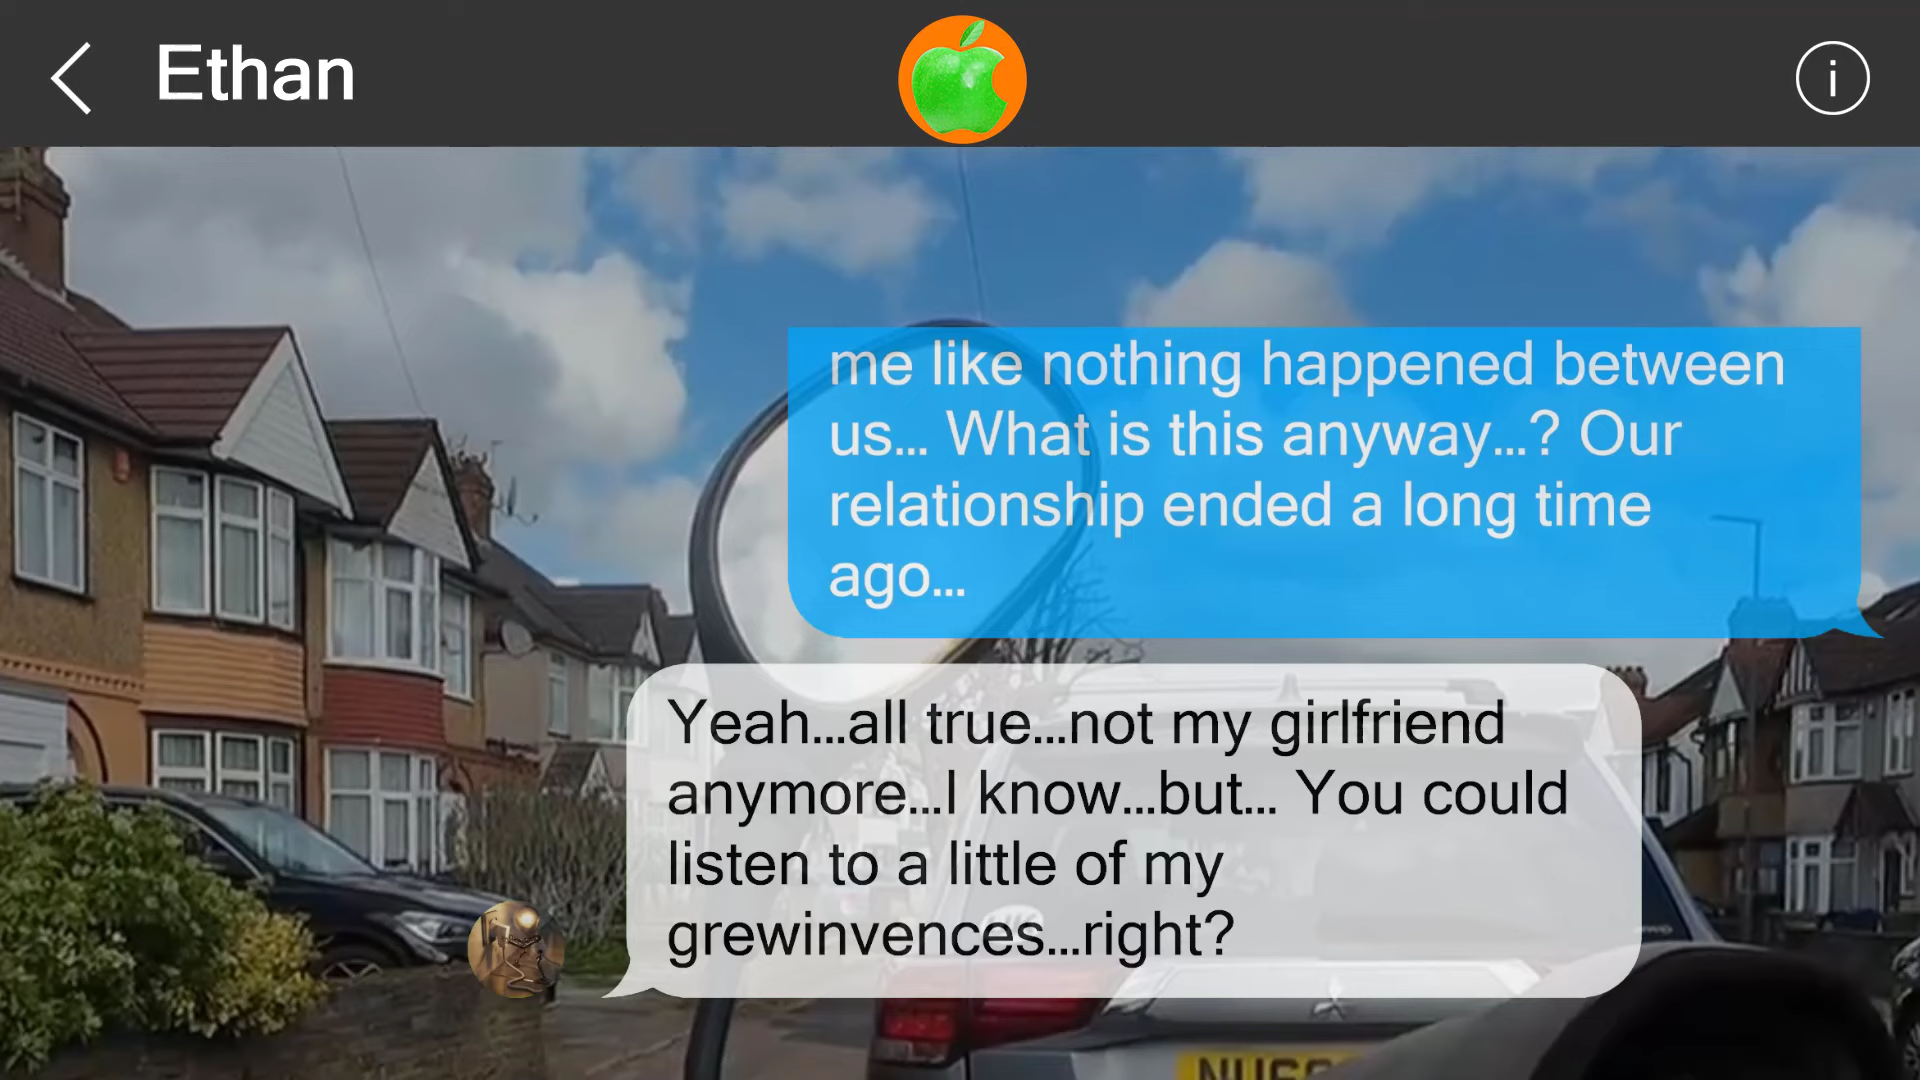 Ethan
me like nothing happened between
us... What is this anyway...? Our
relationship ended a long time
ago...
Yeah...all true...not my girlfriend
anymore...I know...but... You could
listen to a little of my
grewinvences...right?